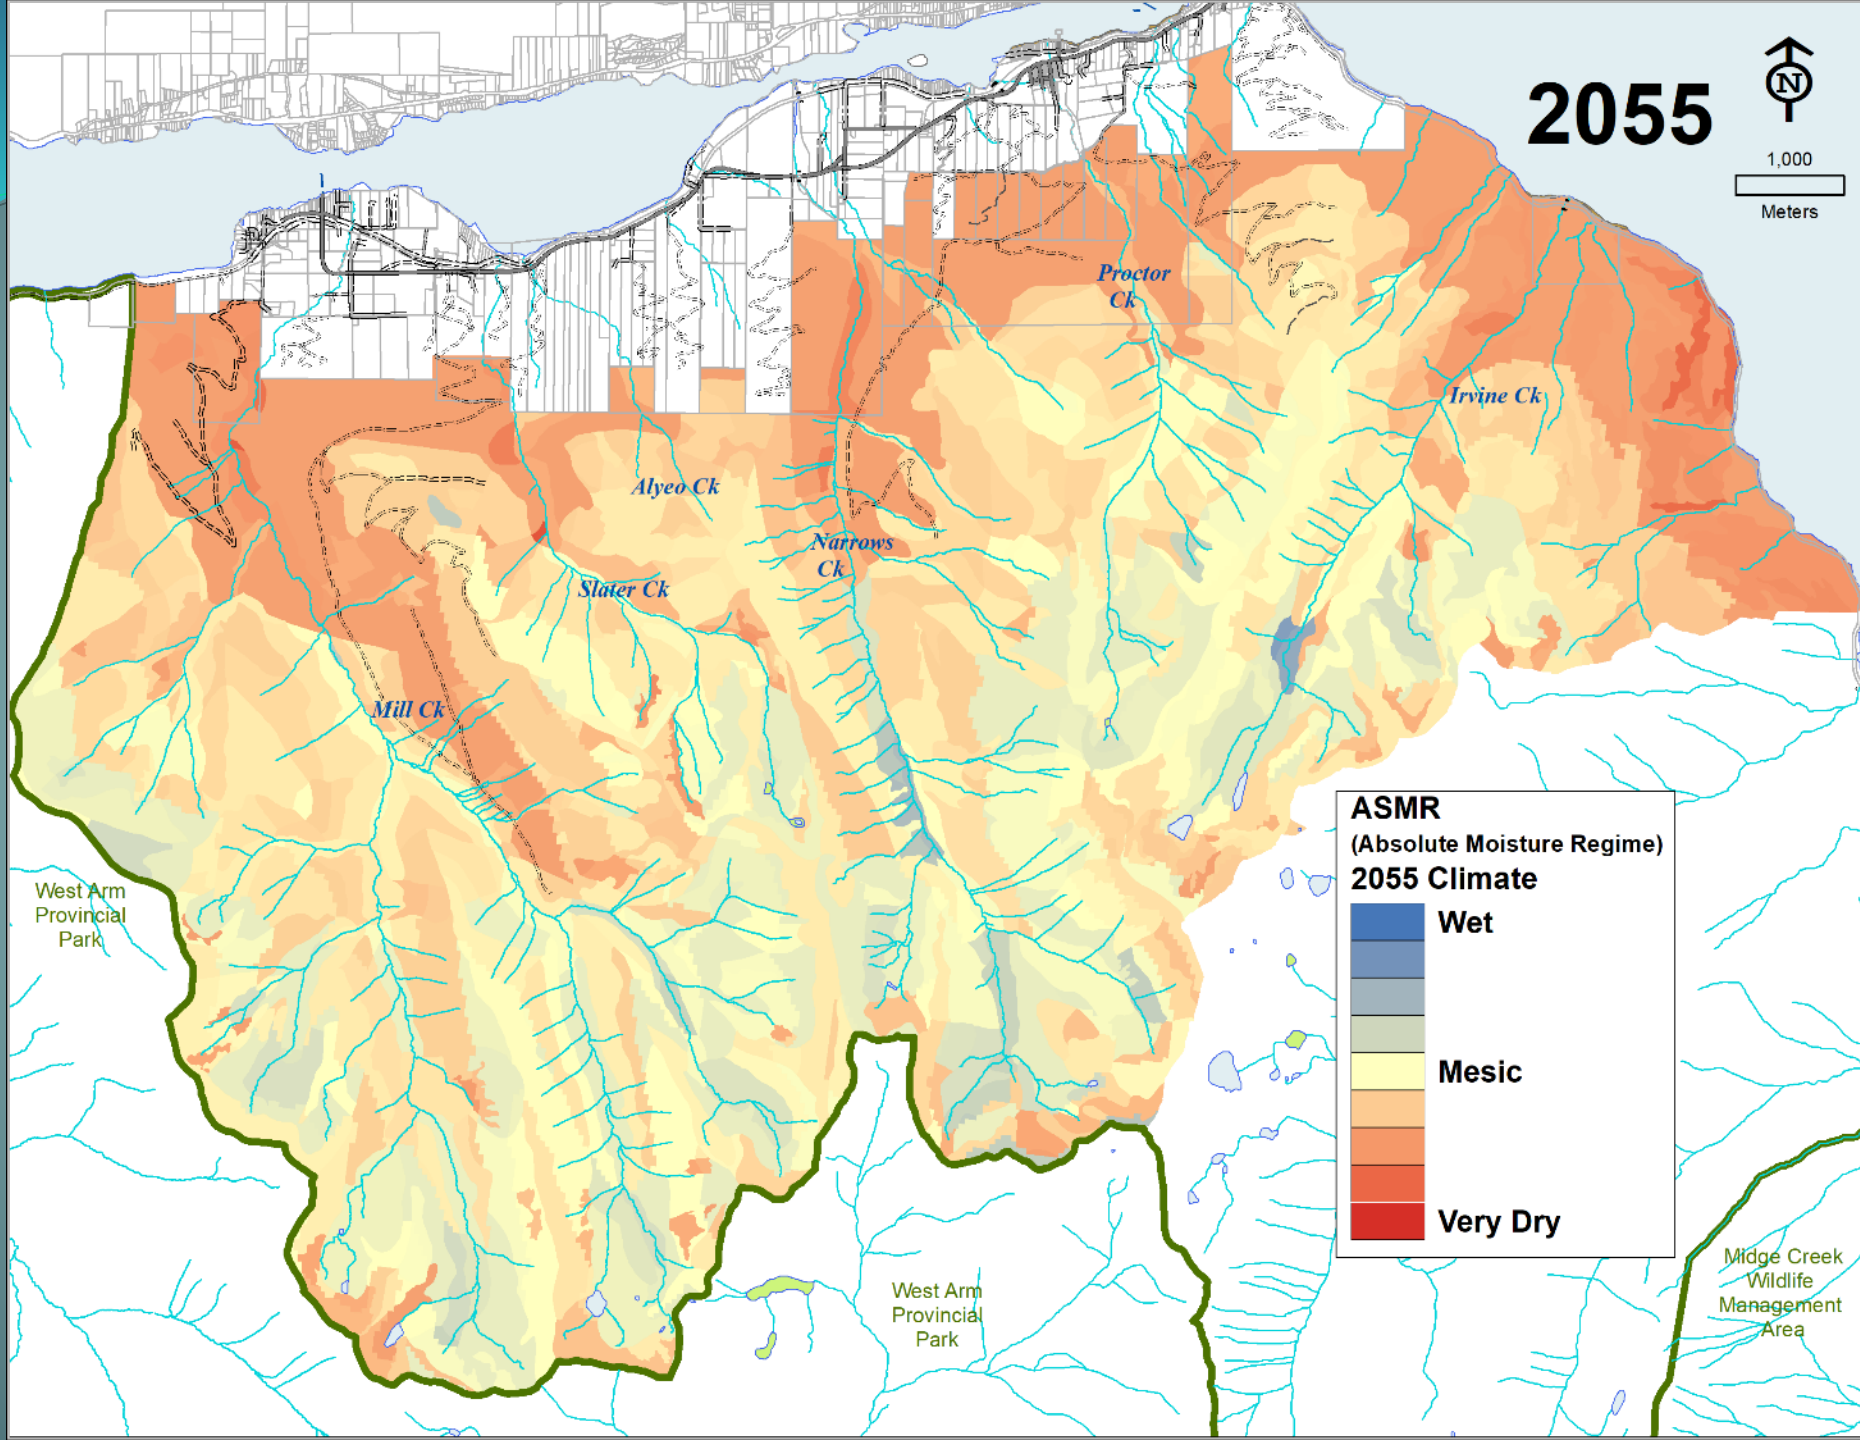 2055
N
1,000
Meters
Proctor
Ck
Irvine Ck
Alyeo Ck
Narrows
Ck
Slater Ck
Mill Ck
West Arm
Provincial
Park
ASMR
(Absolute Moisture Regime)
2055 Climate
Wet
Mesic
Very Dry
West Arm
Provincial
Park
Midge Creek
Wildlife
Management
Area